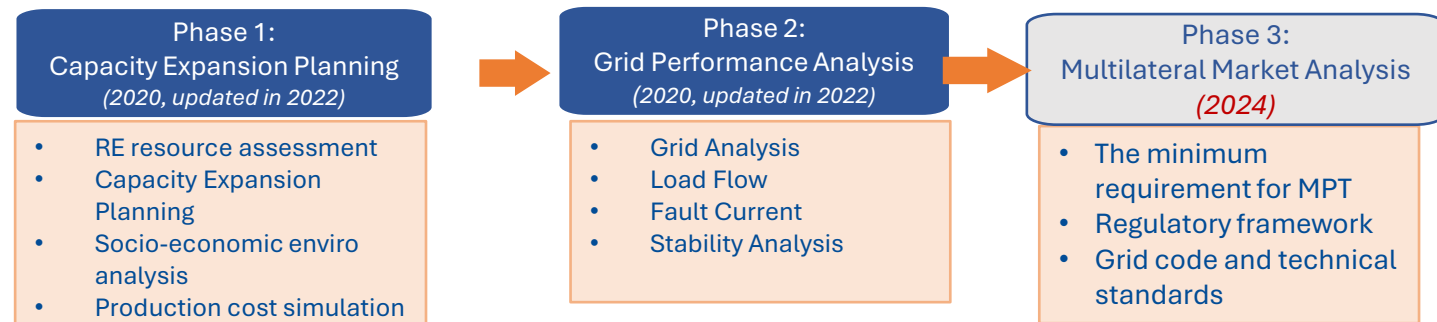 Phase 1:
Capacity Expansion Planning
(2020, updated in 2022)
• RE resource assessment
• Capacity Expansion
Planning
• Socio-economic enviro
analysis
• Production cost simulation
Phase 2:
Grid Performance Analysis
(2020, updated in 2022)
• Grid Analysis
• Load Flow
• Fault Current
• Stability Analysis
Phase 3:
Multilateral Market Analysis
(2024)
• The minimum
requirement for MPT
• Regulatory framework
• Grid code and technical
standards